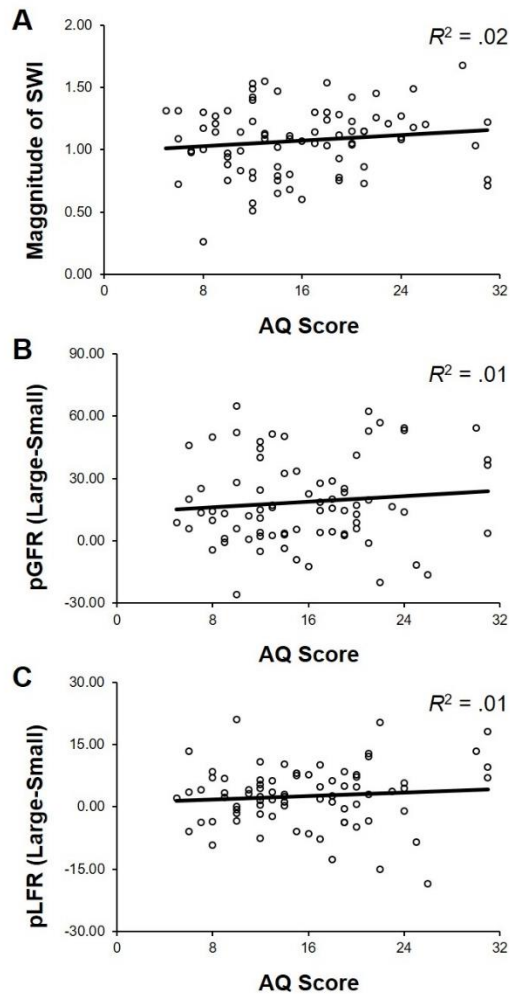 A
R² = .02
Maggnitude of SWI
2.00
1.50
1.00
0.50
0.00
0
8
16
24
32
AQ Score
B
R² = .01
pGFR (Large-Small)
90.00
60.00
30.00
0.00
-30.00
0
8
16
24
32
AQ Score
C
R² = .01
pLFR (Large-Small)
30.00
15.00
0.00
-15.00
-30.00
0
8
16
24
32
AQ Score